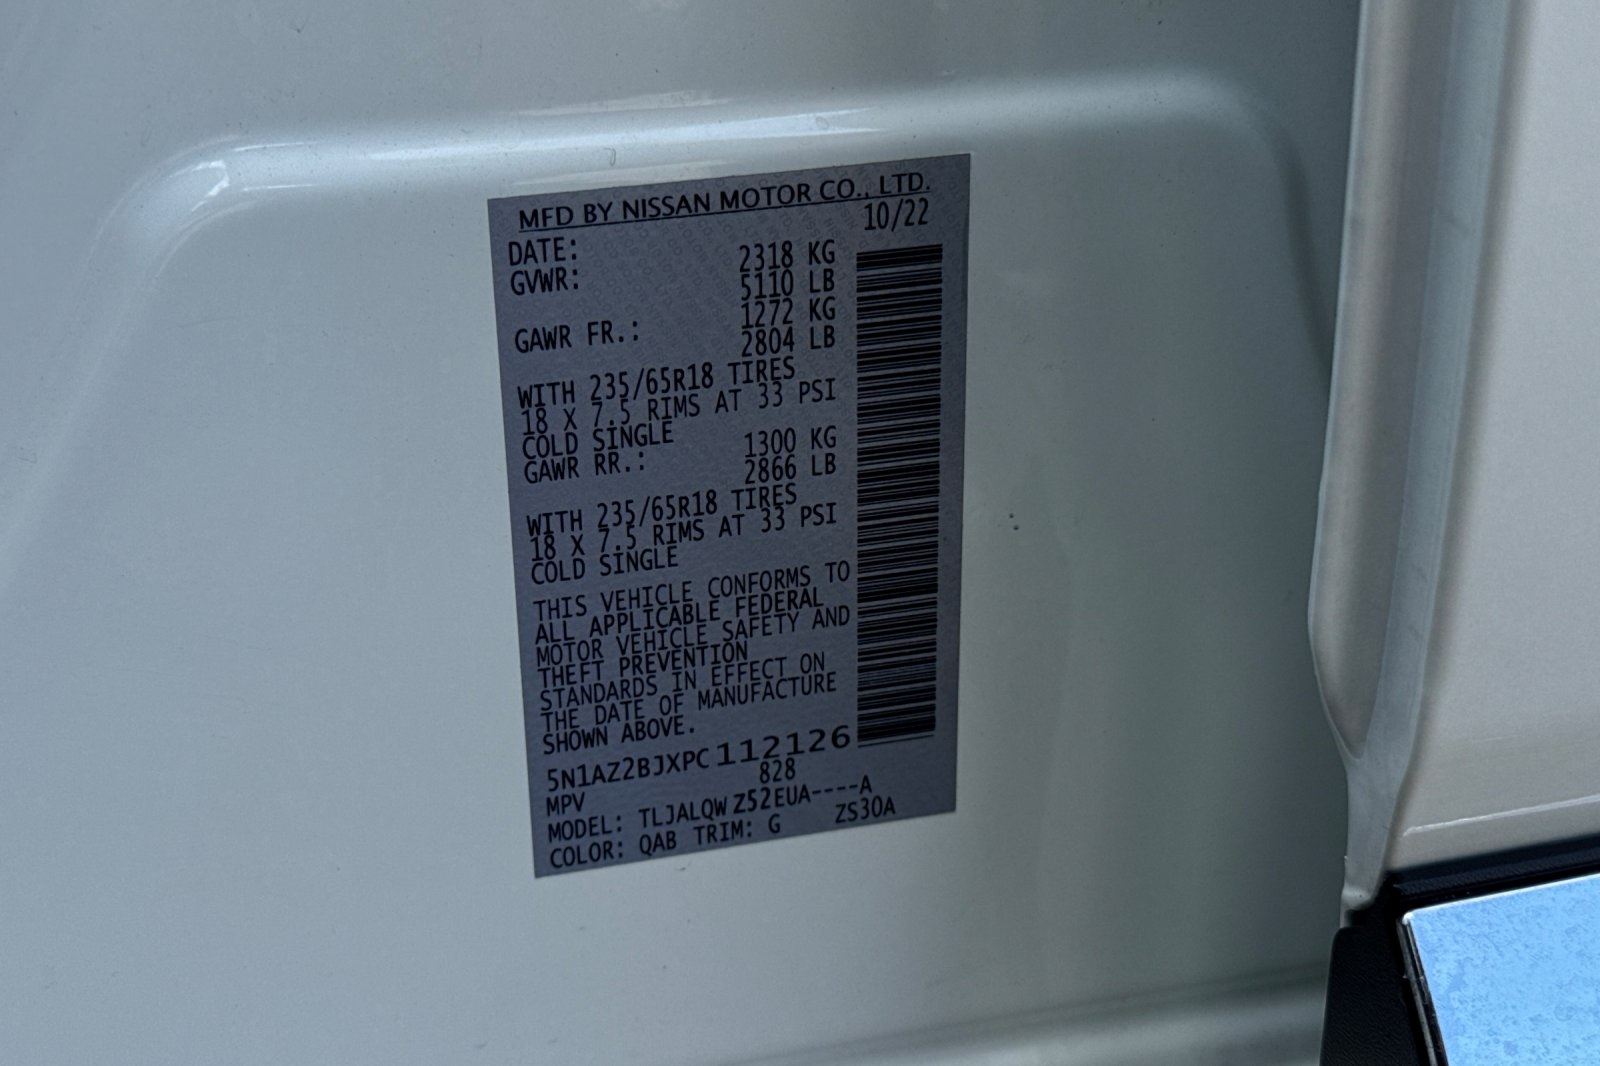 MFD BY NISSAN MOTOR CO., LTD.
DATE: 10/22
GVWR: 2318 KG
5110 LB
GAWR FR.: 1272 KG
2804 LB
WITH 235/65R18 TIRES
18 X 7.5 RIMS AT 33 PSI
COLD SINGLE
GAWR RR.: 1300 KG
2866 LB
WITH 235/65R18 TIRES
18 X 7.5 RIMS AT 33 PSI
COLD SINGLE
THIS VEHICLE CONFORMS TO
ALL APPLICABLE FEDERAL
MOTOR VEHICLE SAFETY AND
THEFT PREVENTION
STANDARDS IN EFFECT ON
THE DATE OF MANUFACTURE
SHOWN ABOVE.
5N1AZ2BJXPC112126
MPV 828
MODEL: TLJALQWZ52EUA----A
COLOR: QAB TRIM: G ZS30A